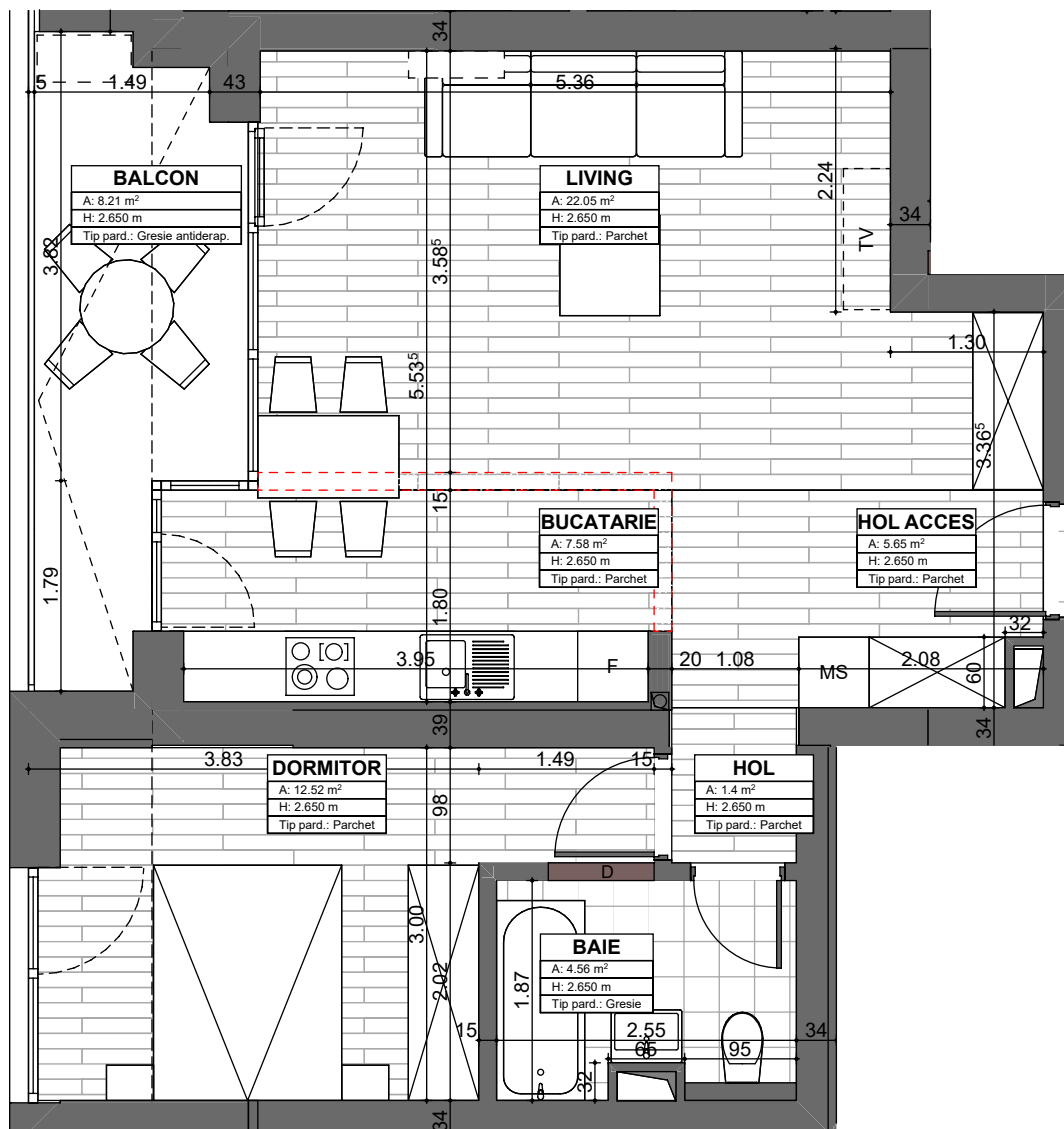 34
5
1.49
43
5.36
BALCON
A: 8.21 m²
H: 2.650 m
Tip pard.: Gresie antiderap.
LIVING
A: 22.05 m²
H: 2.650 m
Tip pard.: Parchet
2.24
34
TV
3.82
3.58⁵
5.53⁵
1.30
3.36⁵
15
BUCATARIE
A: 7.58 m²
H: 2.650 m
Tip pard.: Parchet
HOL ACCES
A: 5.65 m²
H: 2.650 m
Tip pard.: Parchet
1.79
1.80
32
3.95
F
20
1.08
MS
2.08
60
39
34
3.83
DORMITOR
A: 12.52 m²
H: 2.650 m
Tip pard.: Parchet
1.49
15
HOL
A: 1.4 m²
H: 2.650 m
Tip pard.: Parchet
98
D
3.00
2.02
1.87
BAIE
A: 4.56 m²
H: 2.650 m
Tip pard.: Gresie
15
2.55
34
65
95
32
34